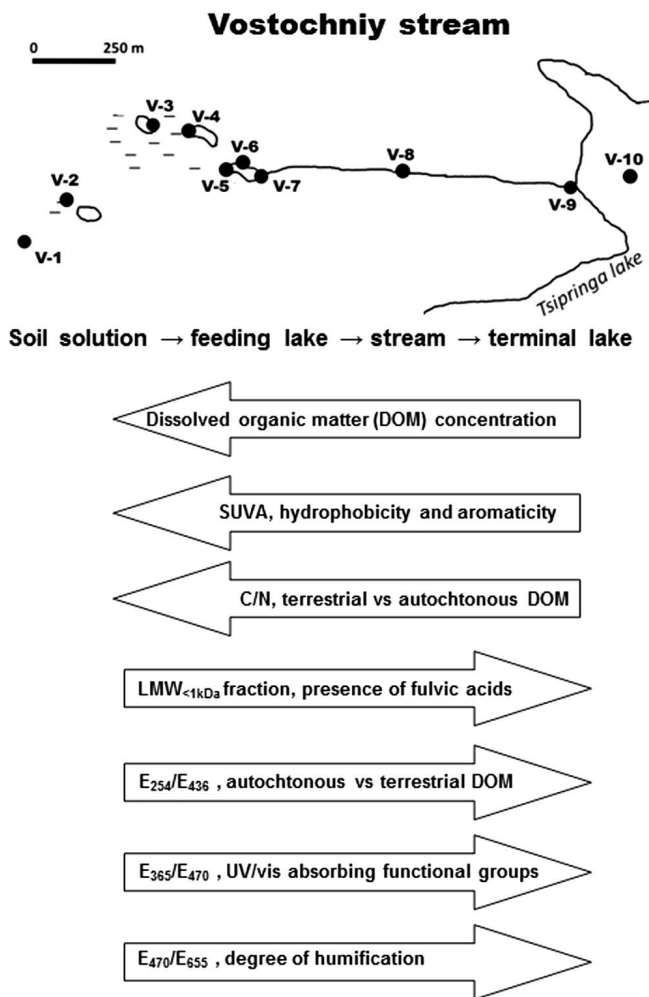 Vostochniy stream
0 250 m
V-3
V-4
V-6
V-8
V-10
V-5
V-7
V-2
V-9
V-1
Tsipringa lake
Soil solution → feeding lake → stream → terminal lake
Dissolved organic matter (DOM) concentration
SUVA, hydrophobicity and aromaticity
C/N, terrestrial vs autochtonous DOM
LMW<1kDa fraction, presence of fulvic acids
E254/E436 , autochtonous vs terrestrial DOM
E365/E470 , UV/vis absorbing functional groups
E470/E655 , degree of humification